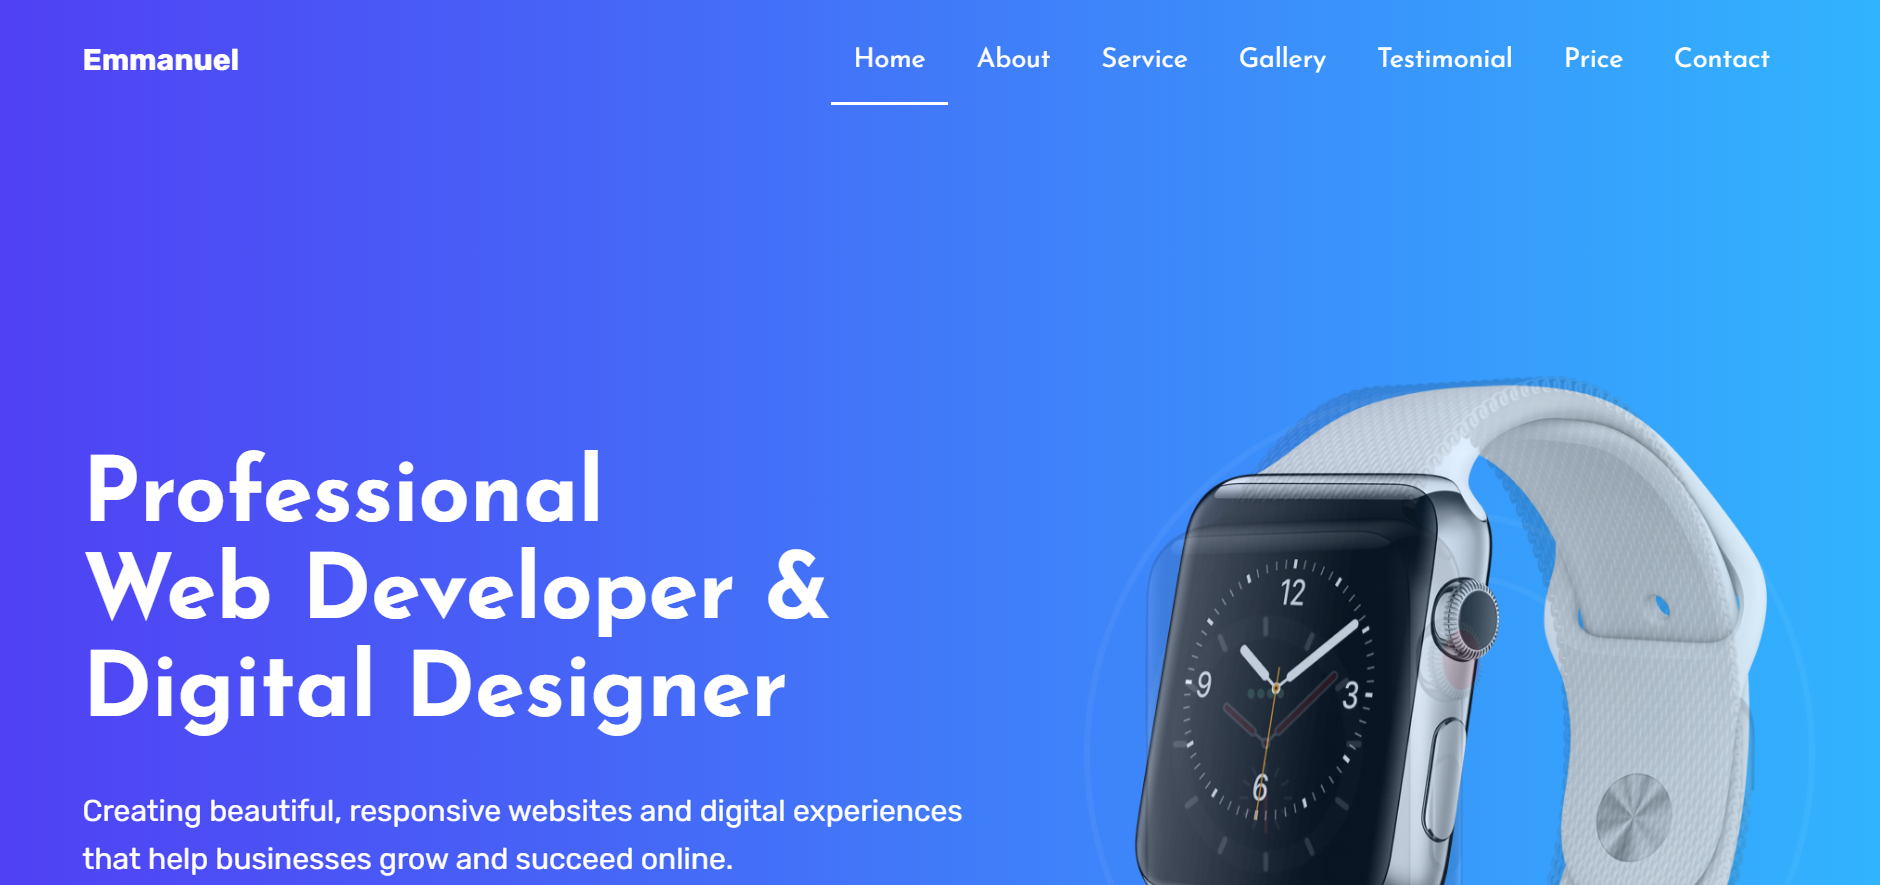 Emmanuel
Home About Service Gallery Testimonial Price Contact
Professional
Web Developer &
Digital Designer
Creating beautiful, responsive websites and digital experiences
that help businesses grow and succeed online.
12
9
3
6